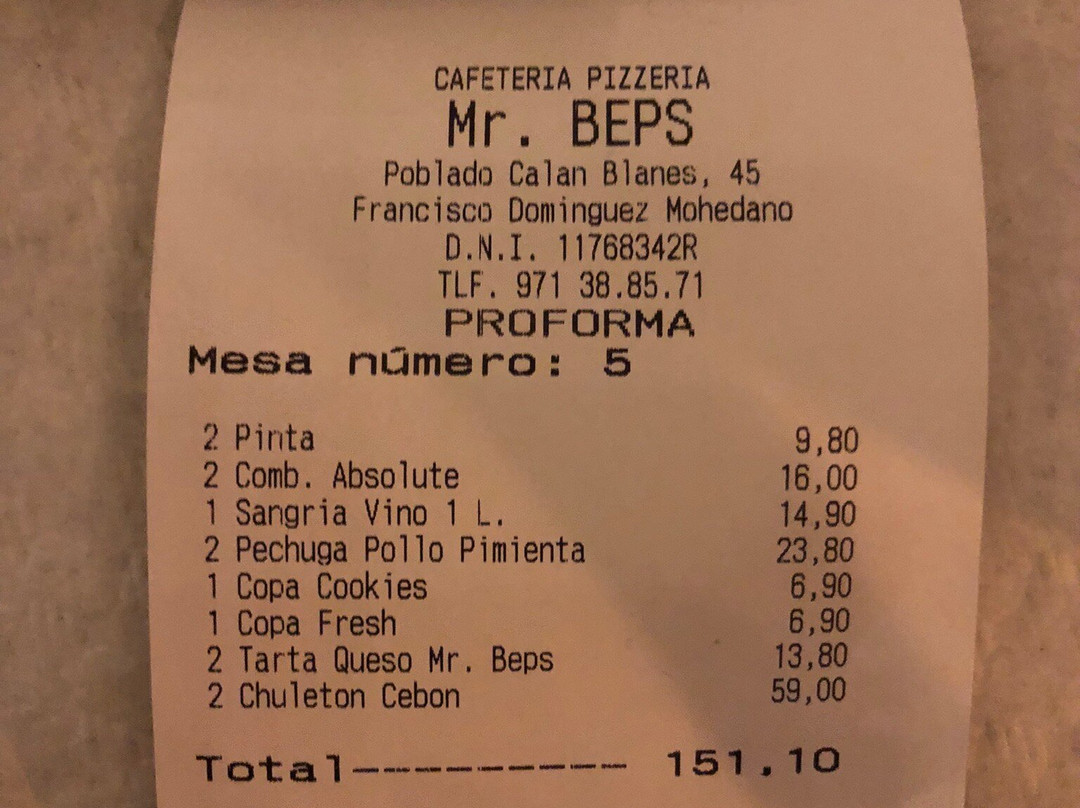 CAFETERIA PIZZERIA
Mr. BEPS
Poblado Calan Blanes, 45
Francisco Dominguez Mohedano
D.N.I. 11768342R
TLF. 971 38.85.71
PROFORMA
Mesa número: 5
2 Pinta 9,80
2 Comb. Absolute 16,00
1 Sangria Vino 1 L. 14,90
2 Pechuga Pollo Pimienta 23,80
1 Copa Cookies 6,90
1 Copa Fresh 6,90
2 Tarta Queso Mr. Beps 13,80
2 Chuleton Cebon 59,00
Total---------- 151,10